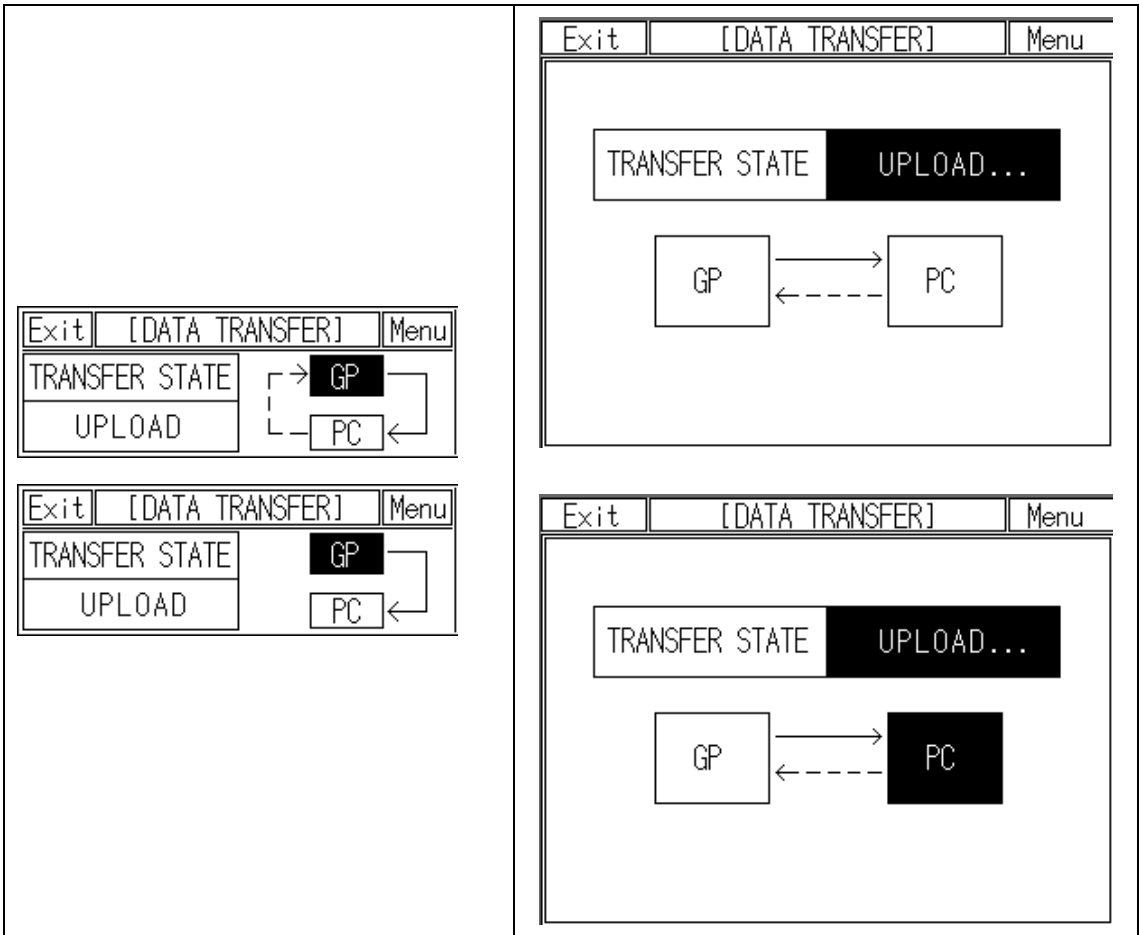 Exit [DATA TRANSFER] Menu
TRANSFER STATE GP
UPLOAD PC
Exit [DATA TRANSFER] Menu
TRANSFER STATE GP
UPLOAD PC
Exit [DATA TRANSFER] Menu
TRANSFER STATE UPLOAD...
GP PC
Exit [DATA TRANSFER] Menu
TRANSFER STATE UPLOAD...
GP PC